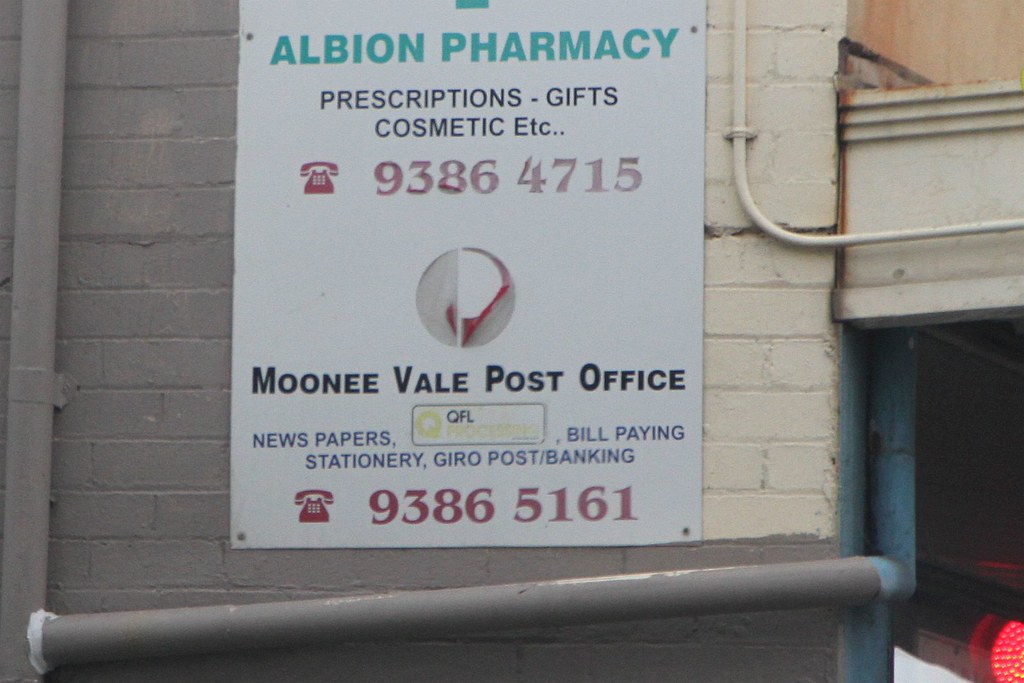 ALBION PHARMACY
PRESCRIPTIONS - GIFTS
COSMETIC Etc..
9386 4715
MOONEE VALE POST OFFICE
QFL
PROCESSING
NEWS PAPERS, , BILL PAYING
STATIONERY, GIRO POST/BANKING
9386 5161